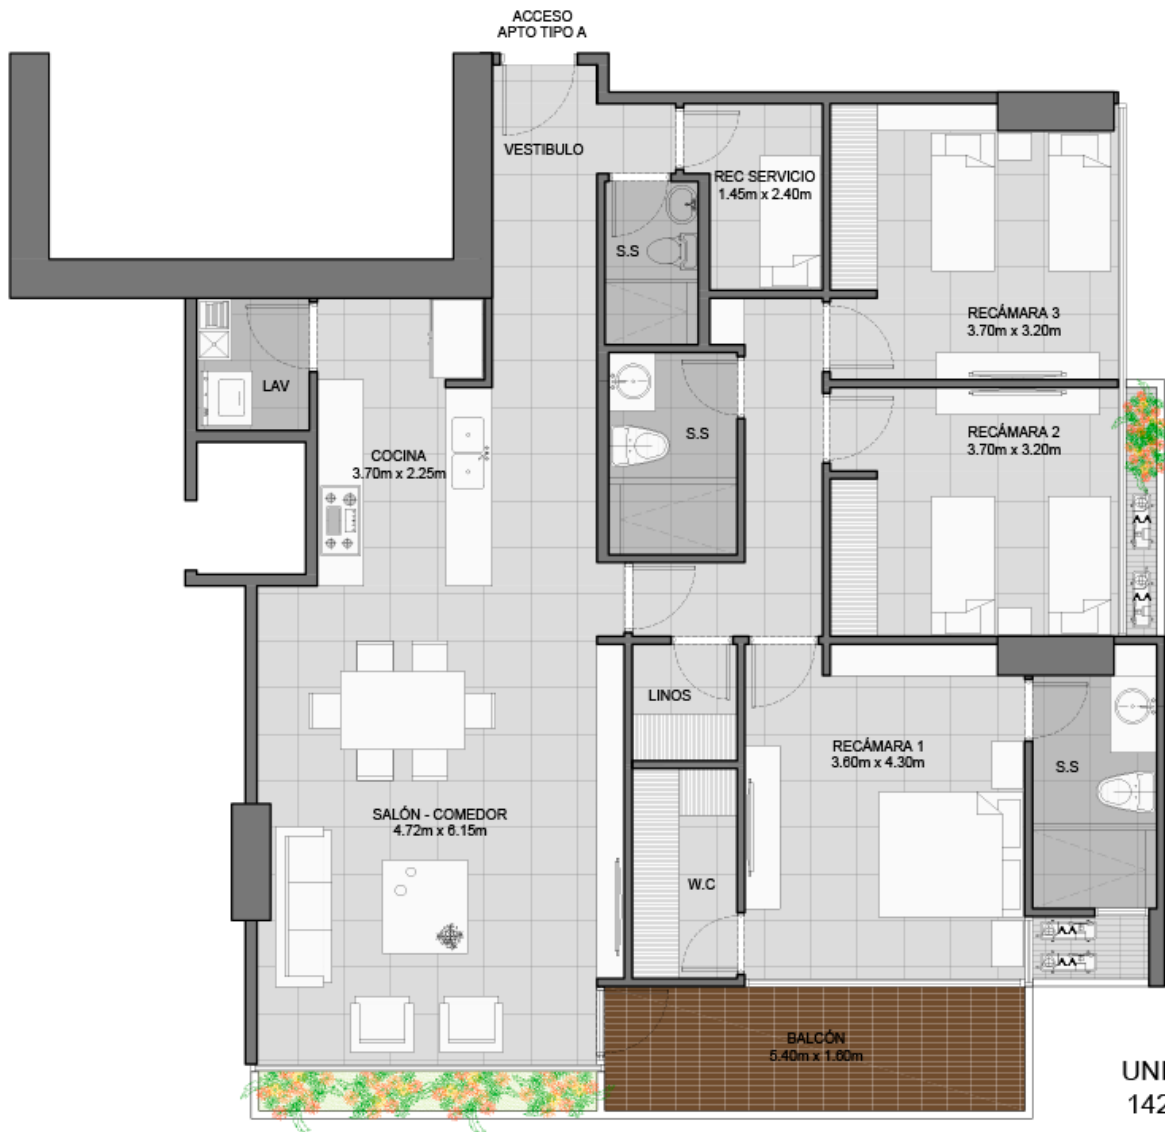 ACCESO
APTO TIPO A
VESTIBULO
REC SERVICIO
1.45m x 2.40m
S.S
RECÁMARA 3
3.70m x 3.20m
LAV
S.S
RECÁMARA 2
3.70m x 3.20m
COCINA
3.70m x 2.25m
A.A
A.A
LINOS
RECÁMARA 1
3.60m x 4.30m
S.S
SALÓN - COMEDOR
4.72m x 6.15m
W.C
A.A
A.A
BALCÓN
5.40m x 1.60m
142